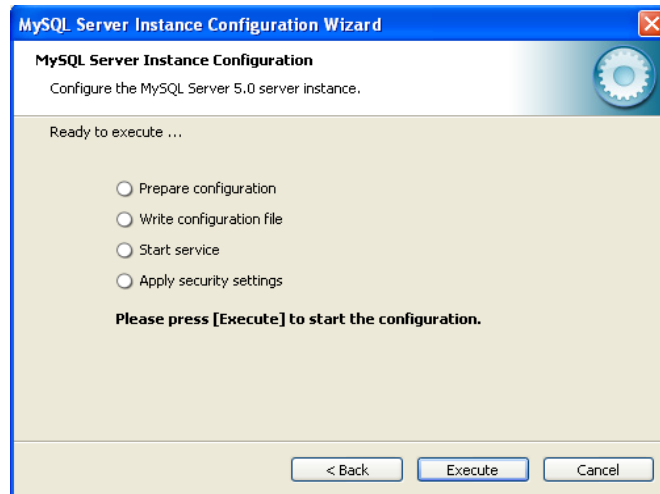 MySQL Server Instance Configuration Wizard
MySQL Server Instance Configuration
Configure the MySQL Server 5.0 server instance.
Ready to execute ...
Prepare configuration
Write configuration file
Start service
Apply security settings
Please press [Execute] to start the configuration.
< Back Execute Cancel